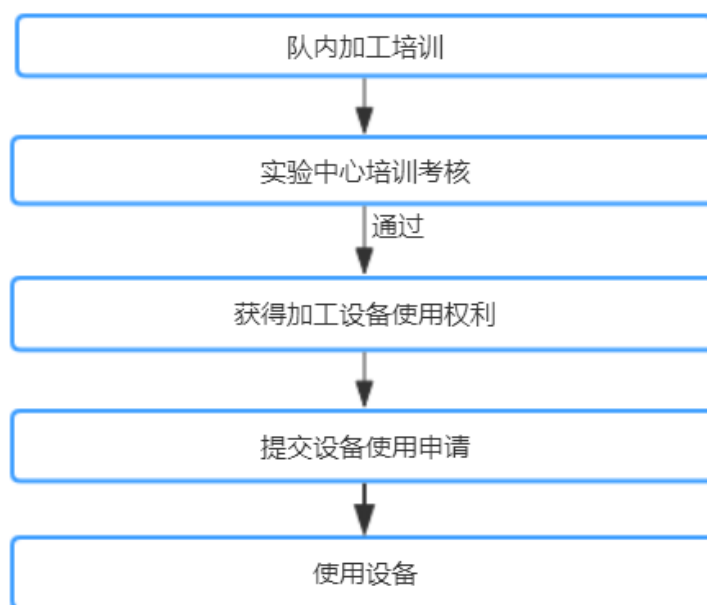 队内加工培训
实验中心培训考核
通过
获得加工设备使用权利
提交设备使用申请
使用设备